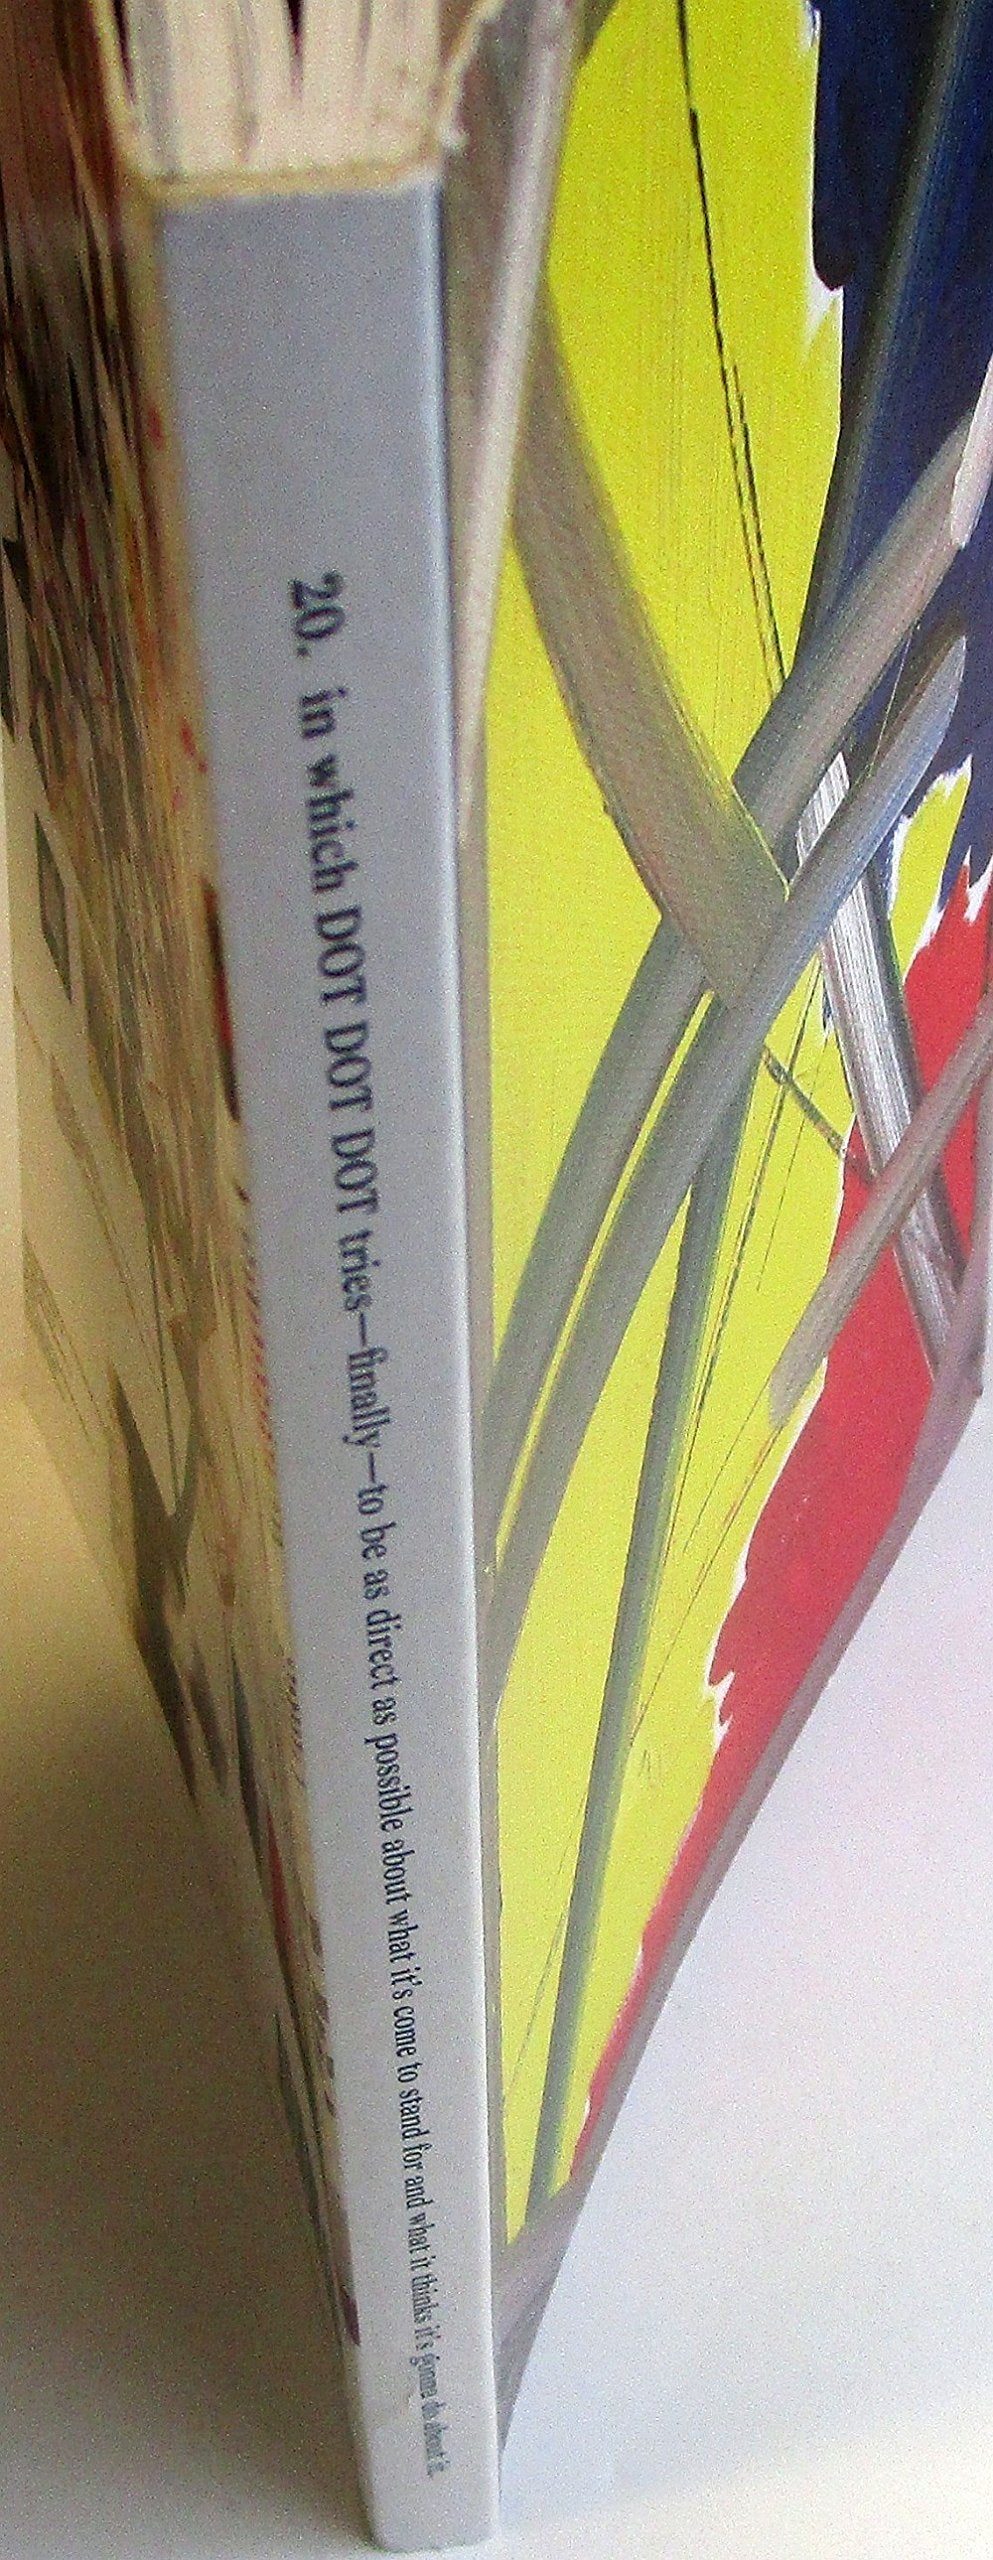 20. in which DOT DOT DOT tries—finally—to be as direct as possible about what it's come to stand for and what it thinks it's gonna do about it.